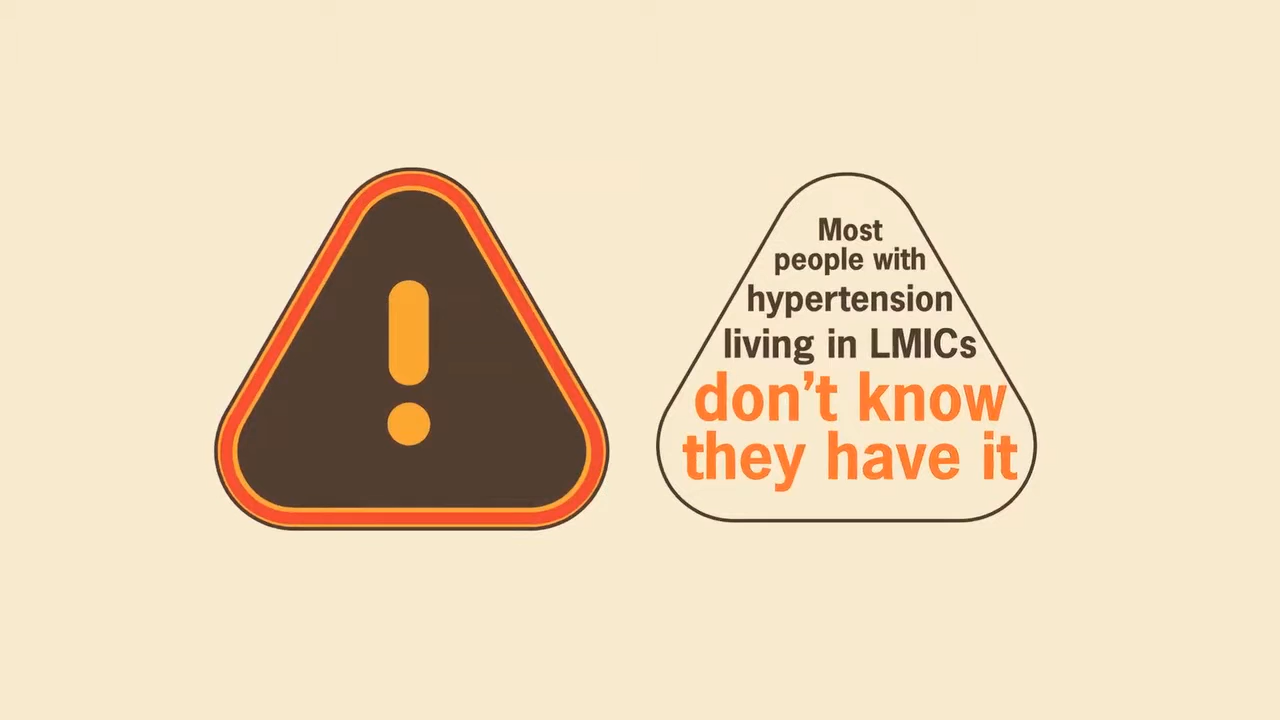 Most
people with
hypertension
living in LMICs
don’t know
they have it